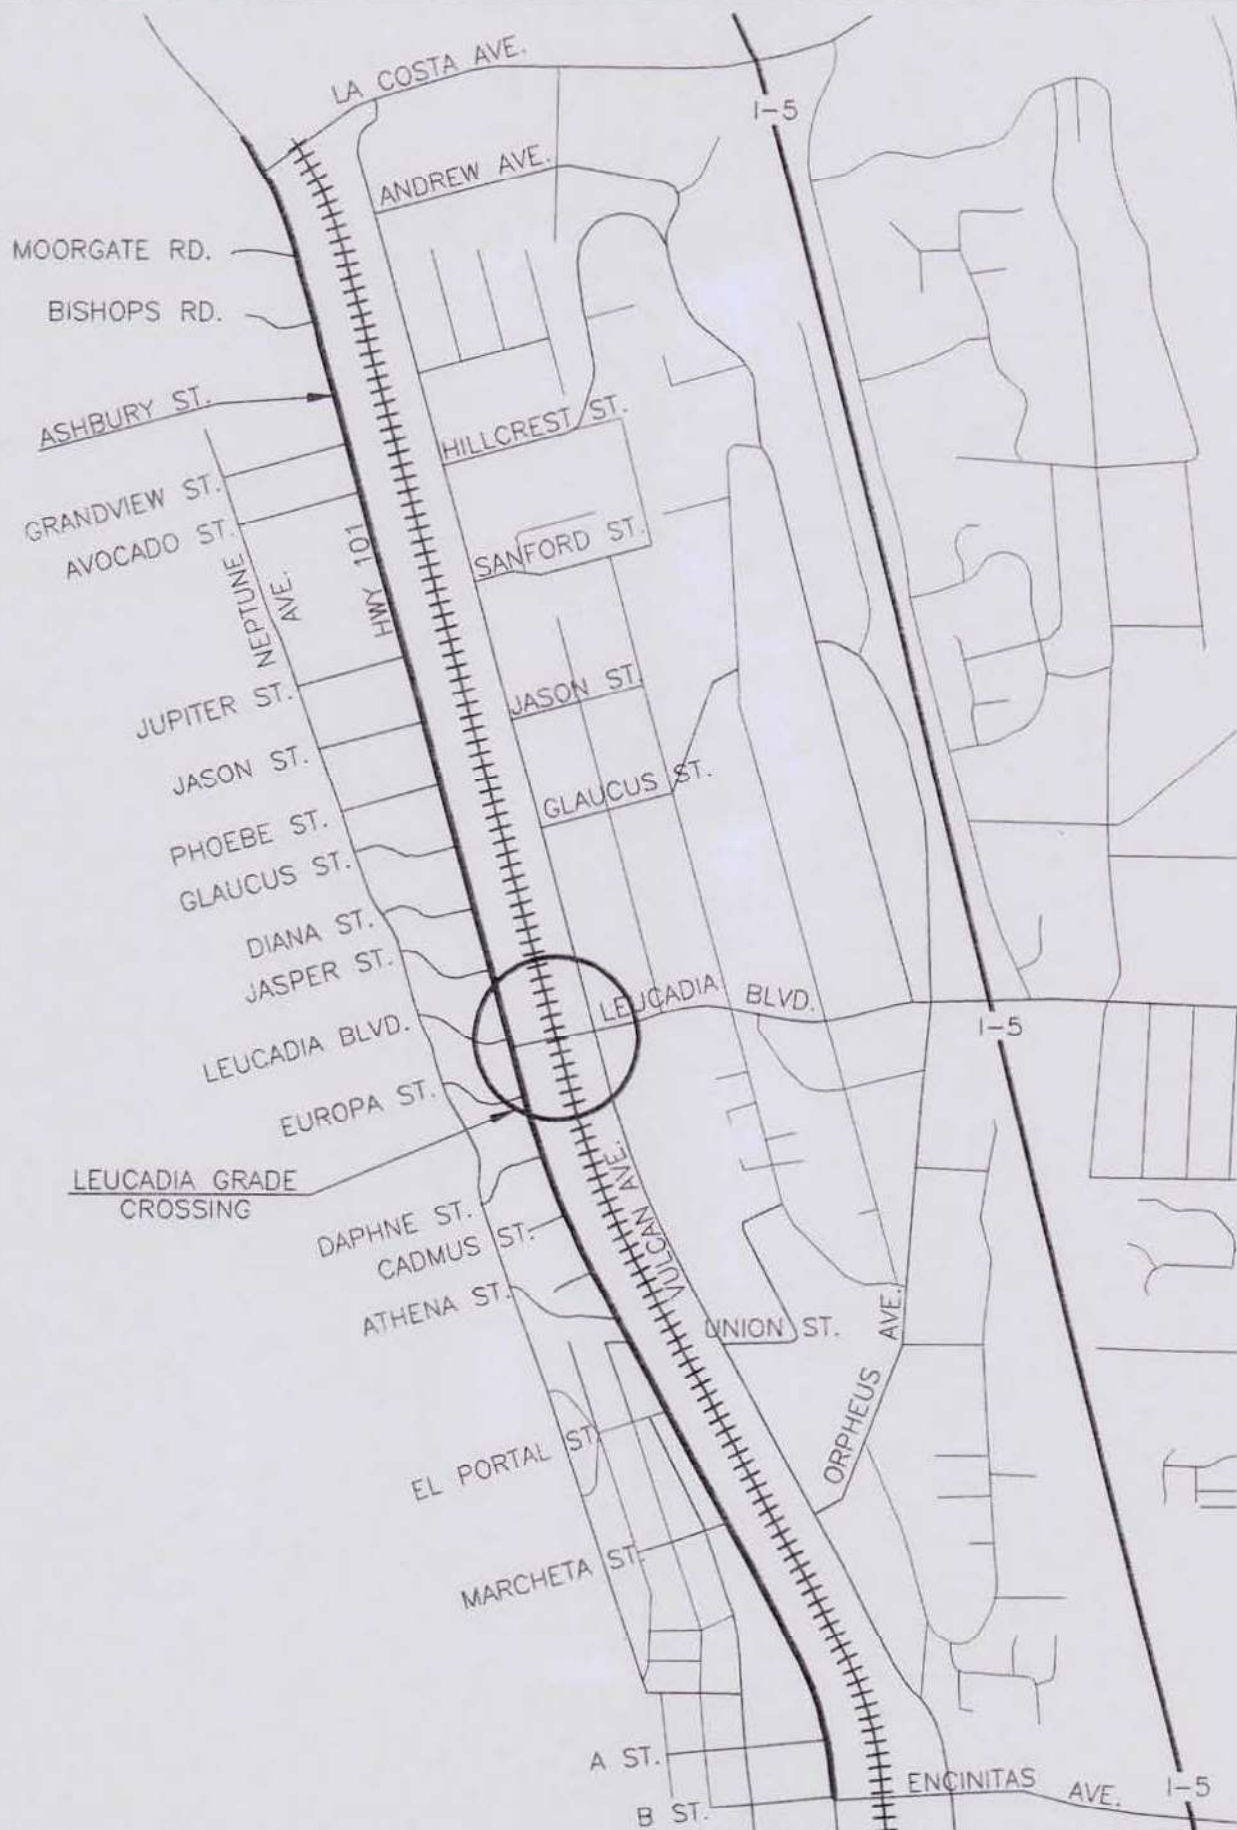 LA COSTA AVE.
I-5
ANDREW AVE.
MOORGATE RD.
BISHOPS RD.
ASHBURY ST.
HILLCREST ST.
GRANDVIEW ST.
AVOCADO ST.
SANFORD ST.
NEPTUNE
AVE.
HWY 101
JUPITER ST.
JASON ST.
JASON ST.
GLAUCUS ST.
PHOEBE ST.
GLAUCUS ST.
DIANA ST.
JASPER ST.
LEUCADIA BLVD.
I-5
LEUCADIA BLVD.
EUROPA ST.
LEUCADIA GRADE
CROSSING
VULCAN AVE.
DAPHNE ST.
CADMUS ST.
ATHENA ST.
UNION ST.
ORPHEUS AVE.
EL PORTAL ST.
MARCHETA ST.
A ST.
ENCINITAS AVE.
I-5
B ST.